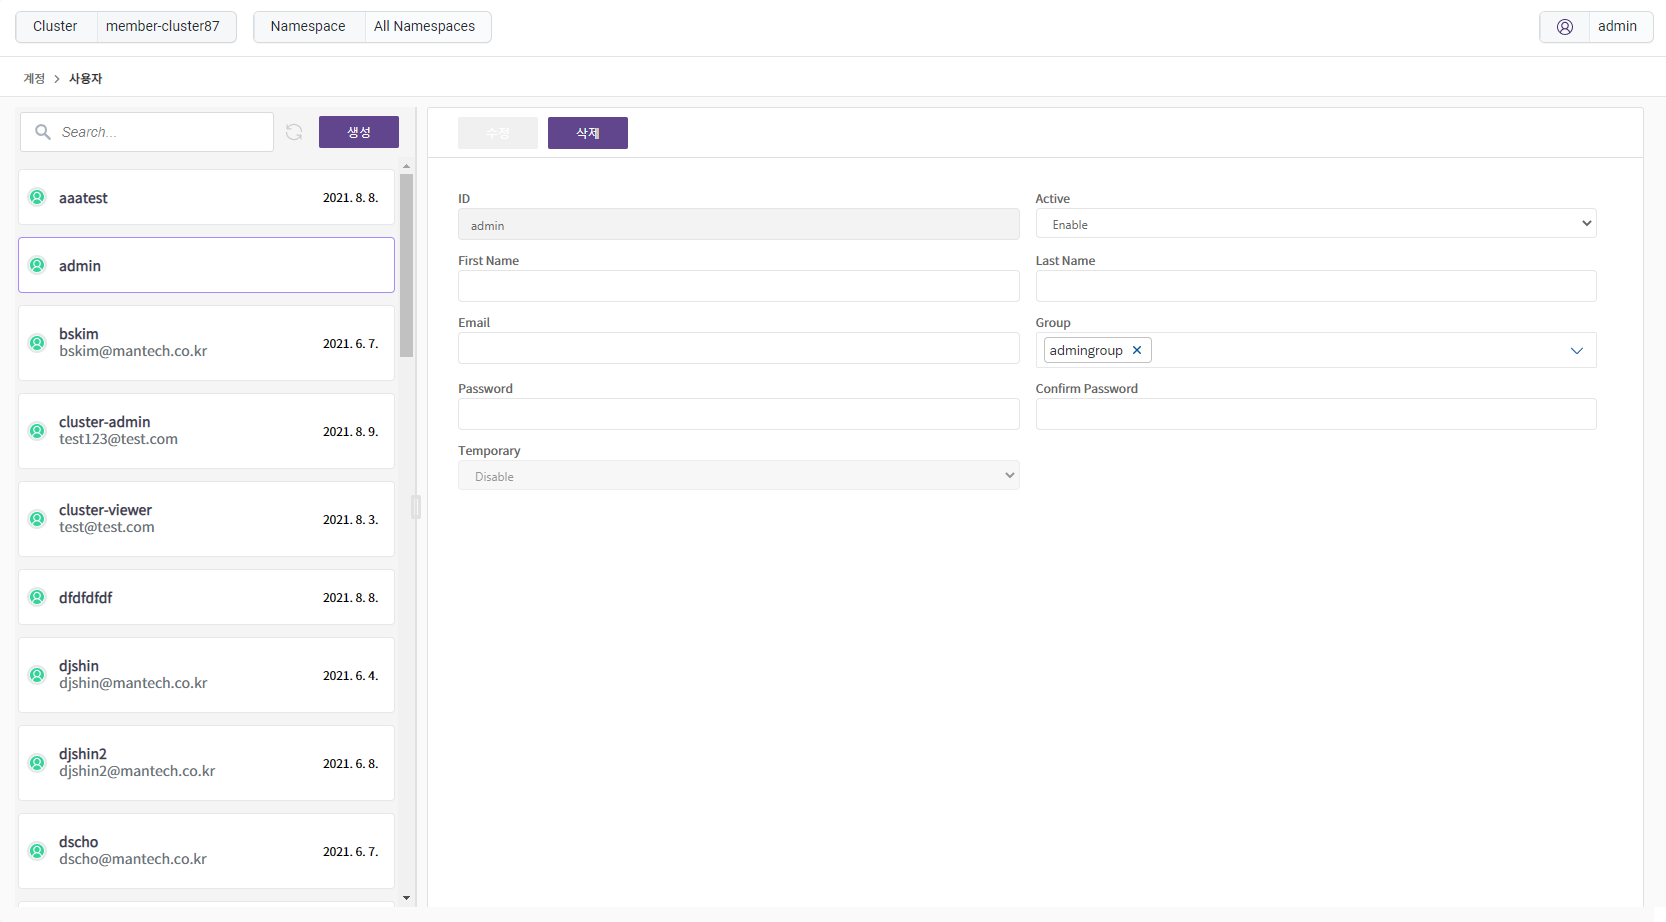 Cluster member-cluster87 Namespace All Namespaces admin
계정 > 사용자
Search... 생성
aaatest 2021. 8. 8.
admin
bskim
bskim@mantech.co.kr
2021. 6. 7.
cluster-admin
test123@test.com
2021. 8. 9.
cluster-viewer
test@test.com
2021. 8. 3.
dfdfdfdf 2021. 8. 8.
djshin
djshin@mantech.co.kr
2021. 6. 4.
djshin2
djshin2@mantech.co.kr
2021. 6. 8.
dscho
dscho@mantech.co.kr
2021. 6. 7.
수정 삭제
ID
admin
Active
Enable
First Name
Last Name
Email
Group
admingroup ×
Password
Confirm Password
Temporary
Disable